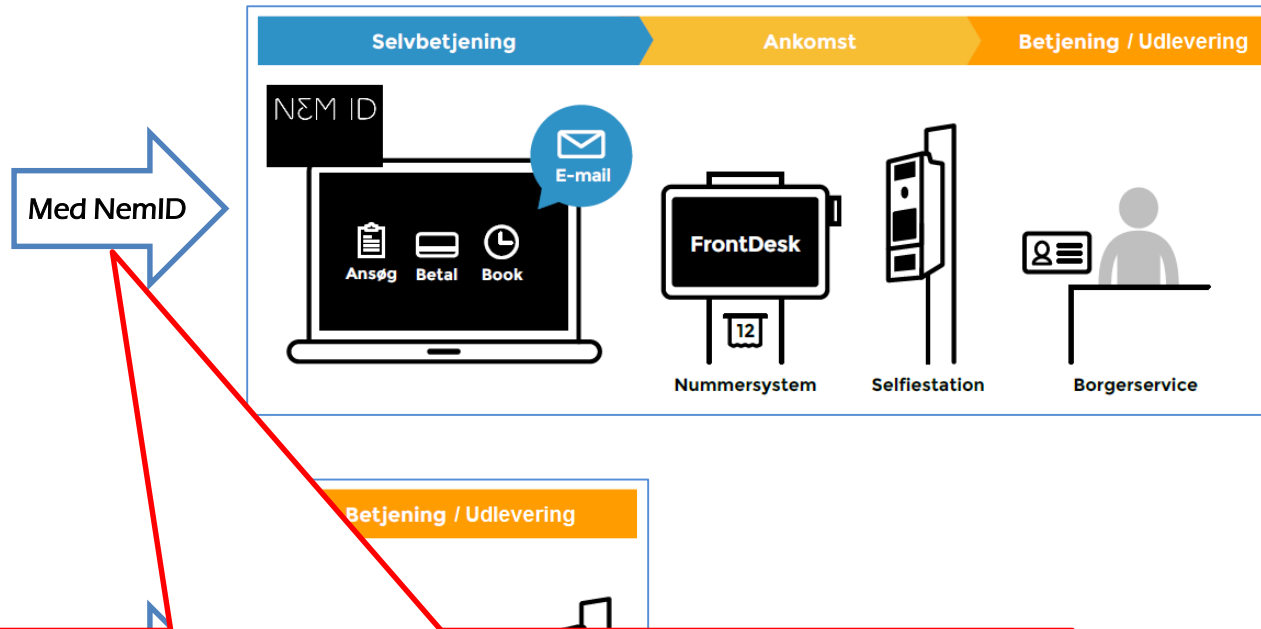 Selvbetjening
Ankomst
Betjening / Udlevering
NEM ID
E-mail
Med NemID
Ansøg
Betal
Book
FrontDesk
12
Nummersystem
Selfiestation
Borgerservice
Betjening / Udlevering